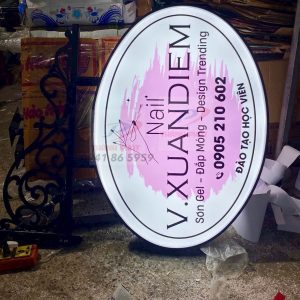 Nail
V.XUANDIEM
Sơn Gel - Đắp Móng - Design Trending
0905 210 602
ĐÀO TẠO HỌC VIÊN